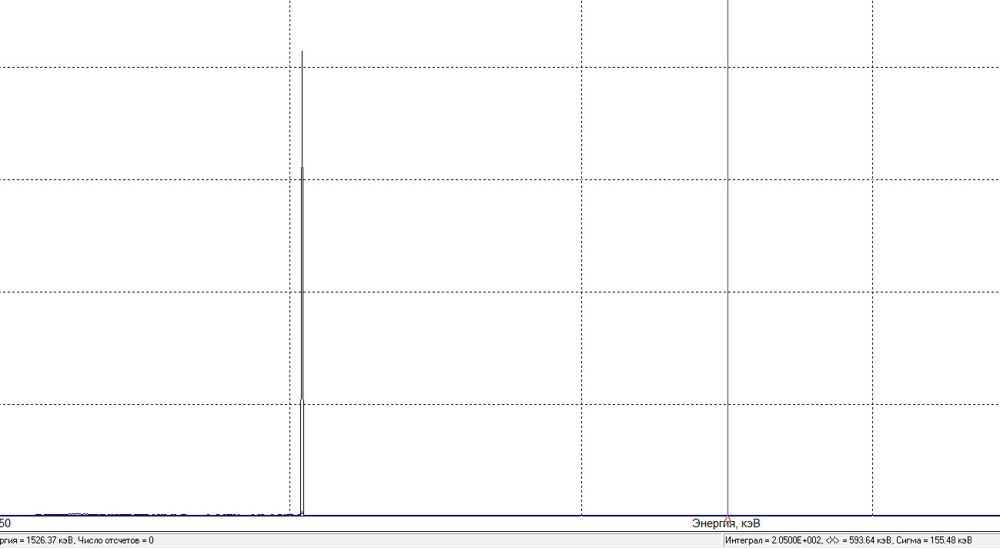 50
Энергия, кэВ
ргия = 1526.37 кэВ, Число отсчетов = 0
Интеграл = 2.0500E+002, <X> = 593.64 кэВ, Сигма = 155.48 кэВ